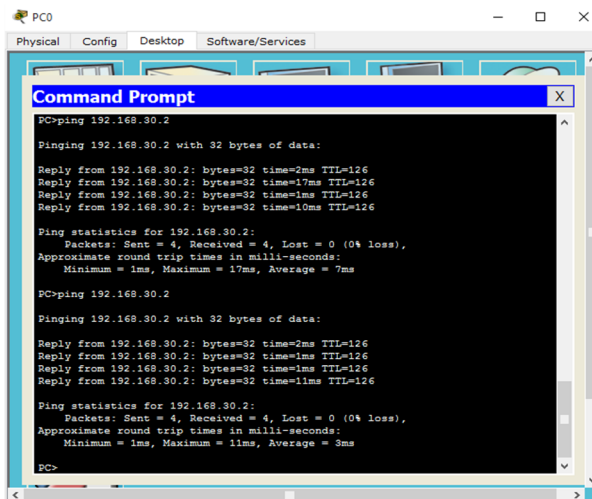 PC0
Physical Config Desktop Software/Services
Command Prompt X
PC>ping 192.168.30.2
Pinging 192.168.30.2 with 32 bytes of data:
Reply from 192.168.30.2: bytes=32 time=2ms TTL=126
Reply from 192.168.30.2: bytes=32 time=17ms TTL=126
Reply from 192.168.30.2: bytes=32 time=1ms TTL=126
Reply from 192.168.30.2: bytes=32 time=10ms TTL=126
Ping statistics for 192.168.30.2:
Packets: Sent = 4, Received = 4, Lost = 0 (0% loss),
Approximate round trip times in milli-seconds:
Minimum = 1ms, Maximum = 17ms, Average = 7ms
PC>ping 192.168.30.2
Pinging 192.168.30.2 with 32 bytes of data:
Reply from 192.168.30.2: bytes=32 time=2ms TTL=126
Reply from 192.168.30.2: bytes=32 time=1ms TTL=126
Reply from 192.168.30.2: bytes=32 time=1ms TTL=126
Reply from 192.168.30.2: bytes=32 time=11ms TTL=126
Ping statistics for 192.168.30.2:
Packets: Sent = 4, Received = 4, Lost = 0 (0% loss),
Approximate round trip times in milli-seconds:
Minimum = 1ms, Maximum = 11ms, Average = 3ms
PC>